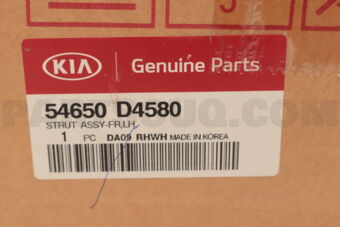 KIA Genuine Parts
54650 D4580
STRUT ASSY-FR,LH
1 PC DA09 RHWH MADE IN KOREA